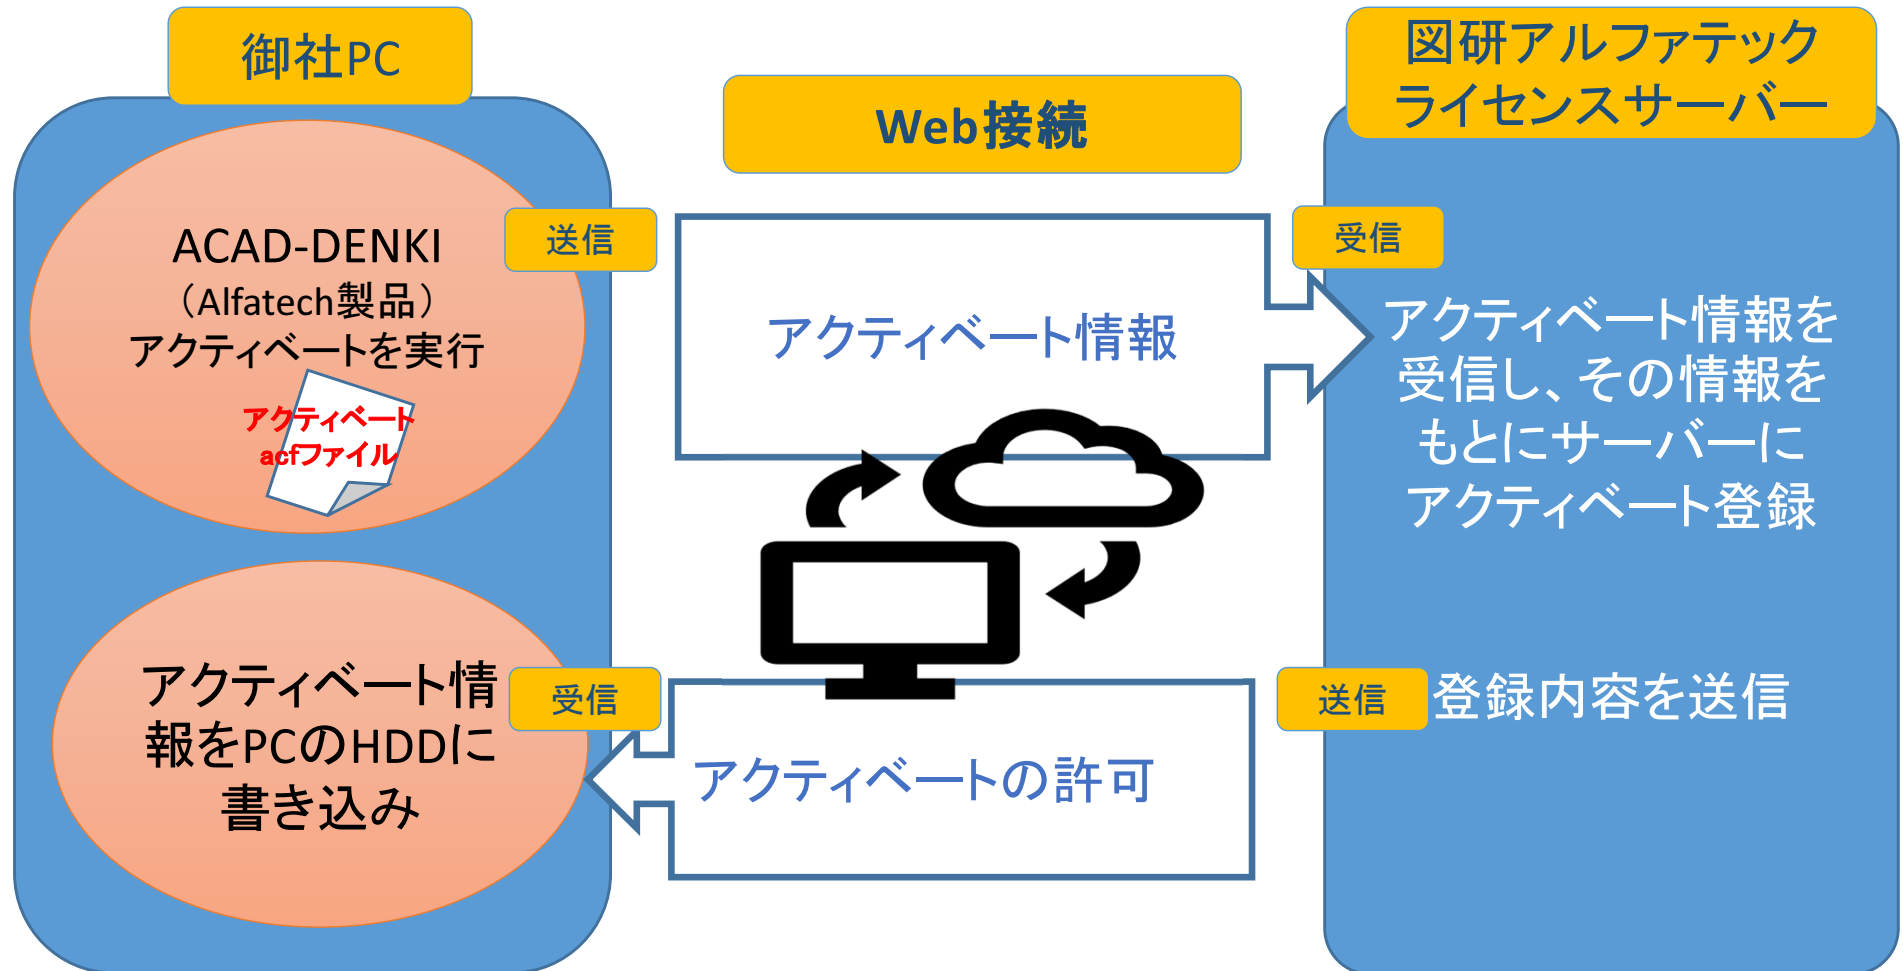 御社PC
図研アルファテック
ライセンスサーバー
Web接続
送信
受信
ACAD-DENKI
（Alfatech製品）
アクティベートを実行
アクティベート
acfファイル
アクティベート情報
アクティベート情報を
受信し、その情報を
もとにサーバーに
アクティベート登録
アクティベート情
報をPCのHDDに
書き込み
受信
アクティベートの許可
送信
登録内容を送信